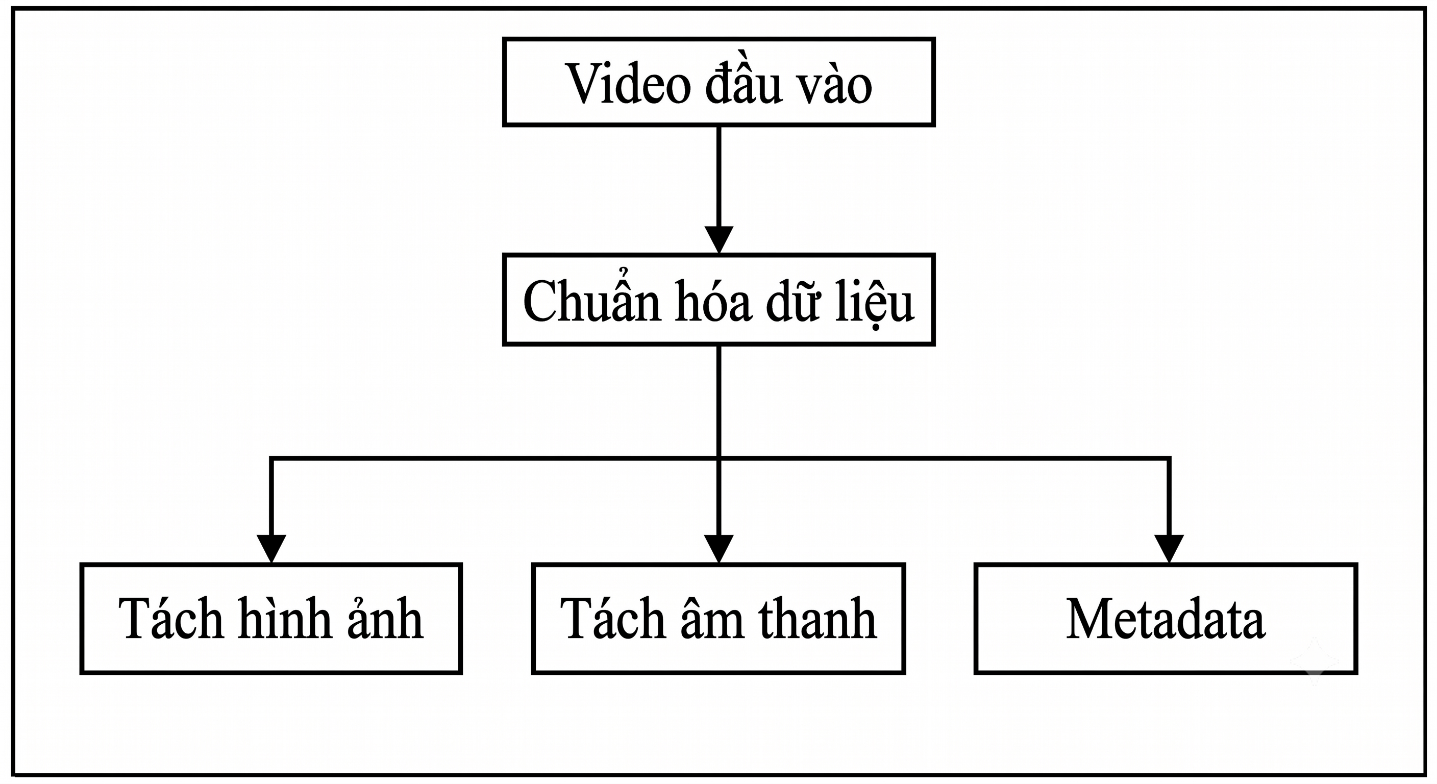 Video đầu vào
Chuẩn hóa dữ liệu
Tách hình ảnh
Tách âm thanh
Metadata